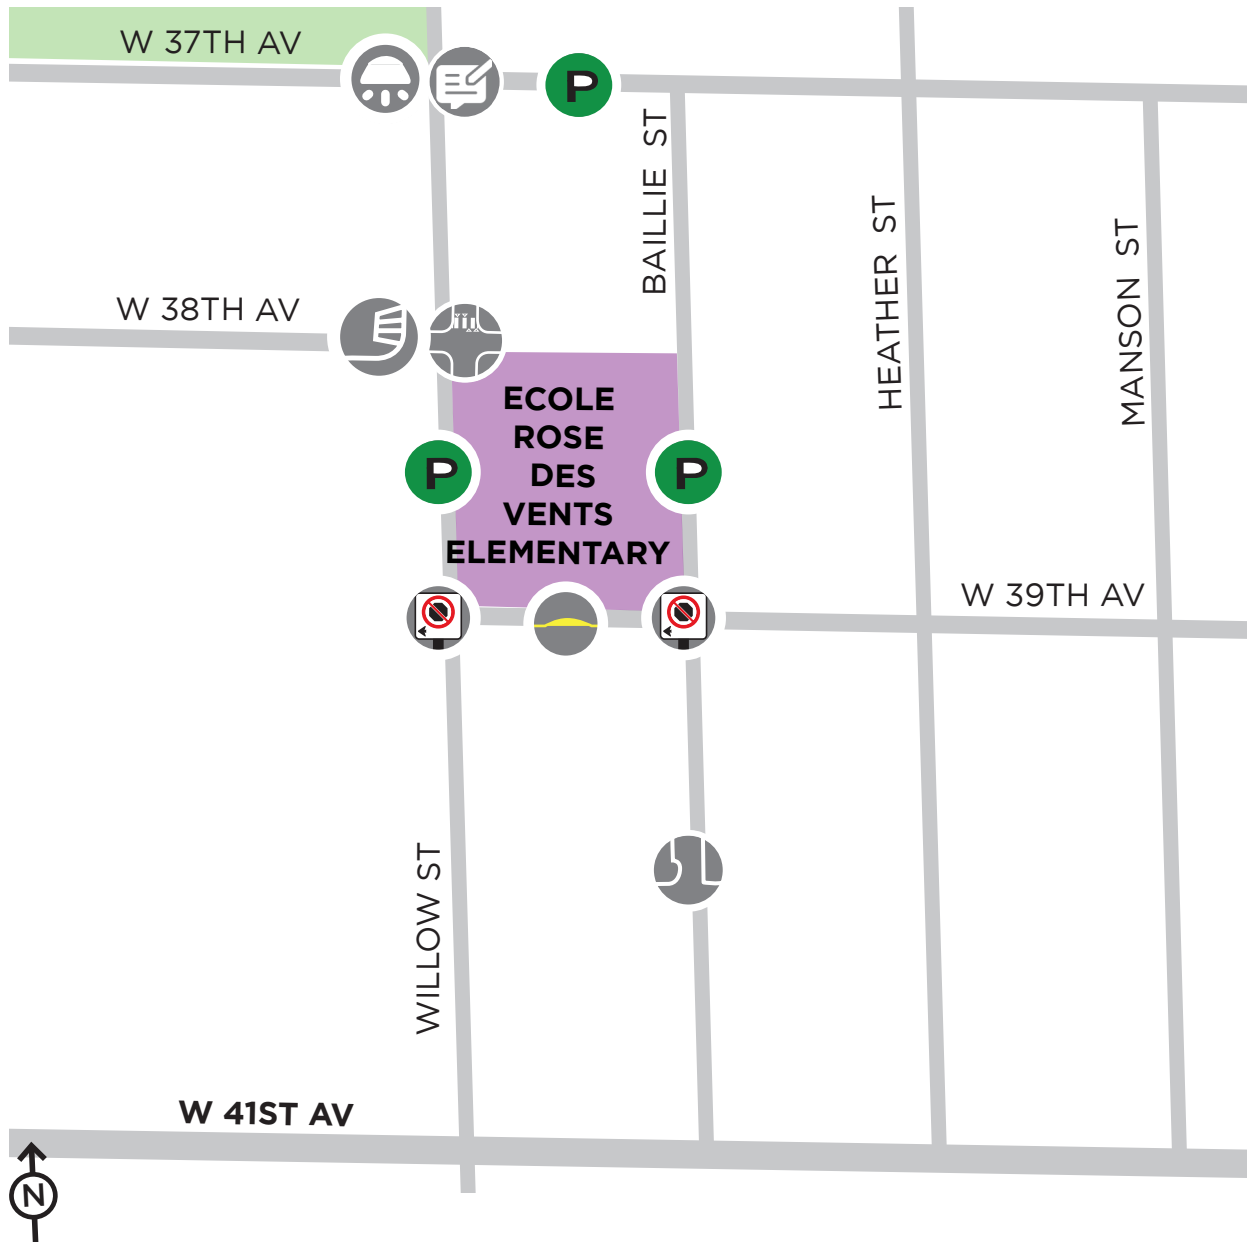 W 37TH AV
P
BAILLIE ST
HEATHER ST
MANSON ST
W 38TH AV
ECOLE
ROSE
DES
VENTS
ELEMENTARY
P
P
W 39TH AV
WILLOW ST
W 41ST AV
N